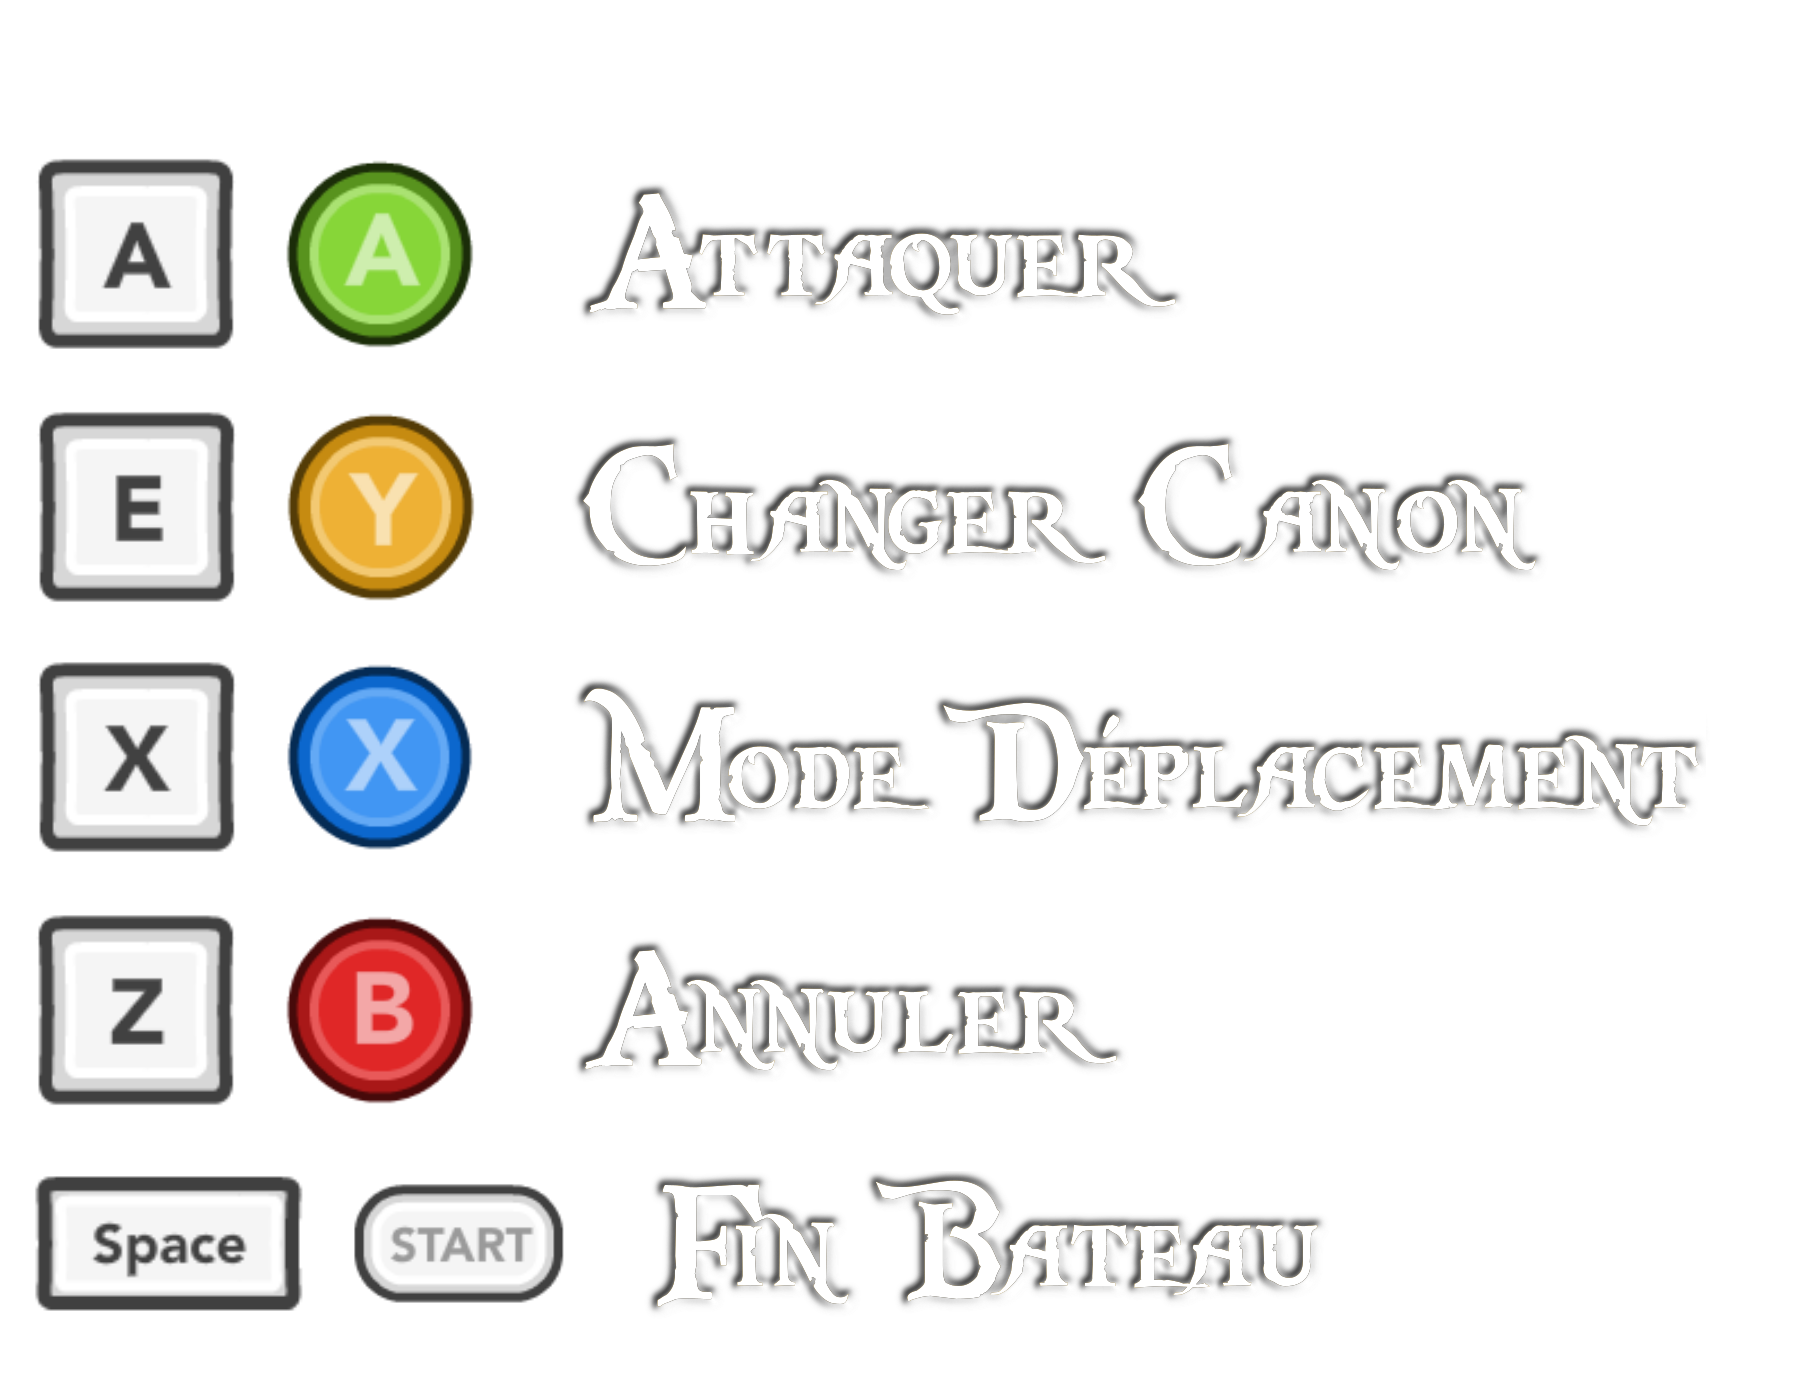 A A Attaquer
E Y Changer Canon
X X Mode Déplacement
Z B Annuler
Space START Fin Bateau